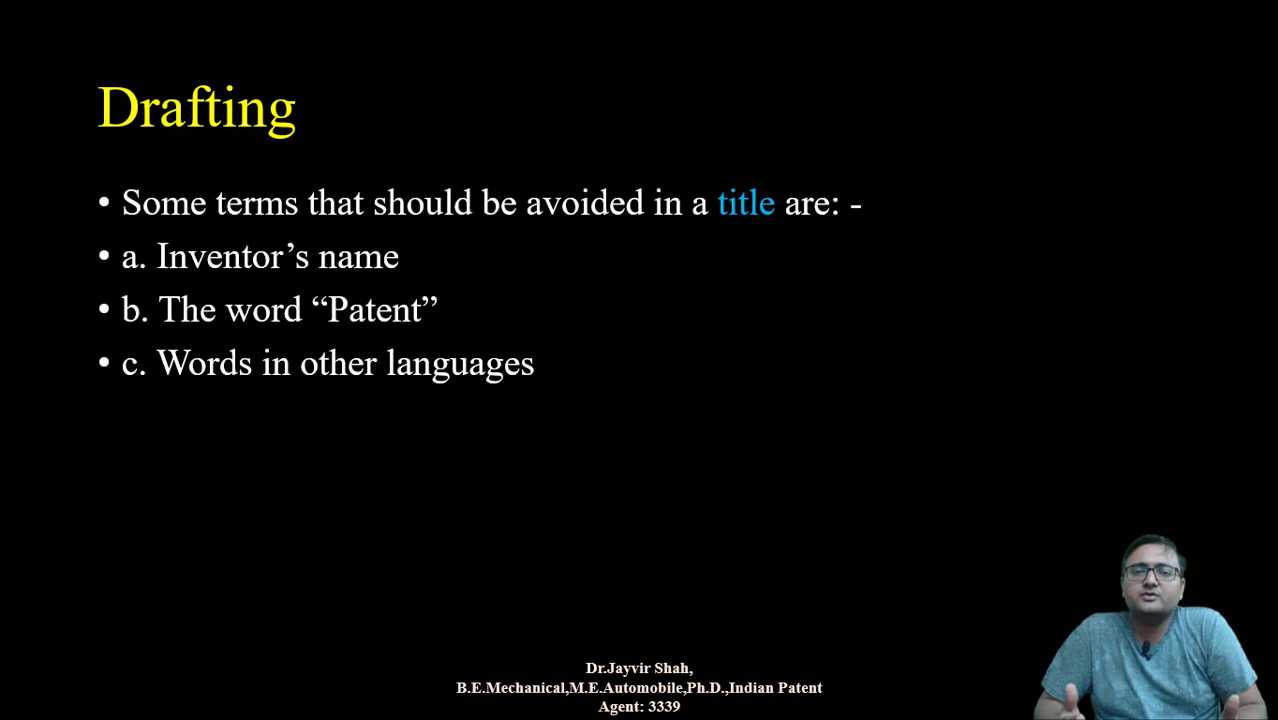 Drafting
• Some terms that should be avoided in a title are: -
• a. Inventor’s name
• b. The word “Patent”
• c. Words in other languages
Dr.Jayvir Shah,
B.E.Mechanical,M.E.Automobile,Ph.D.,Indian Patent
Agent: 3339